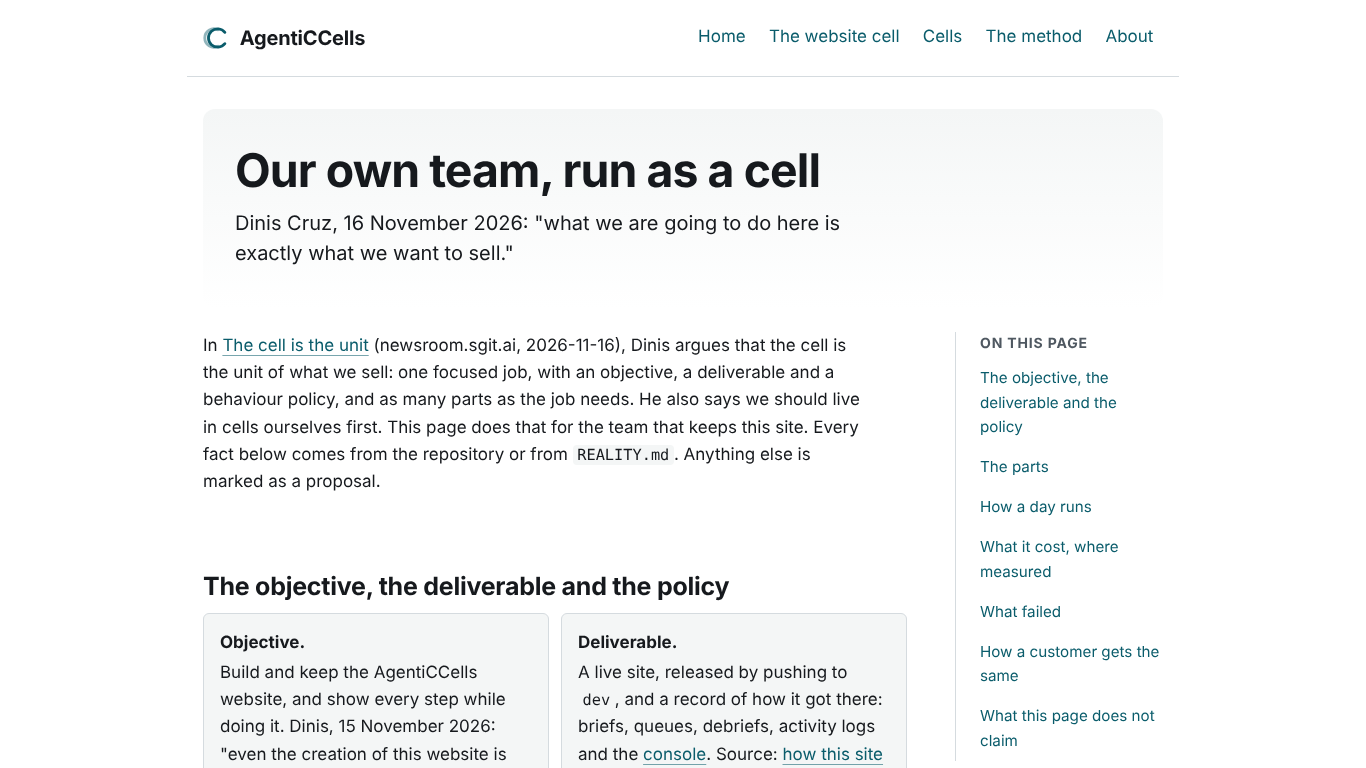 AgentiCCells
Home The website cell Cells The method About
Our own team, run as a cell
Dinis Cruz, 16 November 2026: "what we are going to do here is
exactly what we want to sell."
In The cell is the unit (newsroom.sgit.ai, 2026-11-16), Dinis argues that the cell is
the unit of what we sell: one focused job, with an objective, a deliverable and a
behaviour policy, and as many parts as the job needs. He also says we should live
in cells ourselves first. This page does that for the team that keeps this site. Every
fact below comes from the repository or from REALITY.md. Anything else is
marked as a proposal.
The objective, the deliverable and the policy
Objective.
Build and keep the AgentiCCells
website, and show every step while
doing it. Dinis, 15 November 2026:
"even the creation of this website is
Deliverable.
A live site, released by pushing to
dev, and a record of how it got there:
briefs, queues, debriefs, activity logs
and the console. Source: how this site
ON THIS PAGE
The objective, the
deliverable and the
policy
The parts
How a day runs
What it cost, where
measured
What failed
How a customer gets the
same
What this page does not
claim